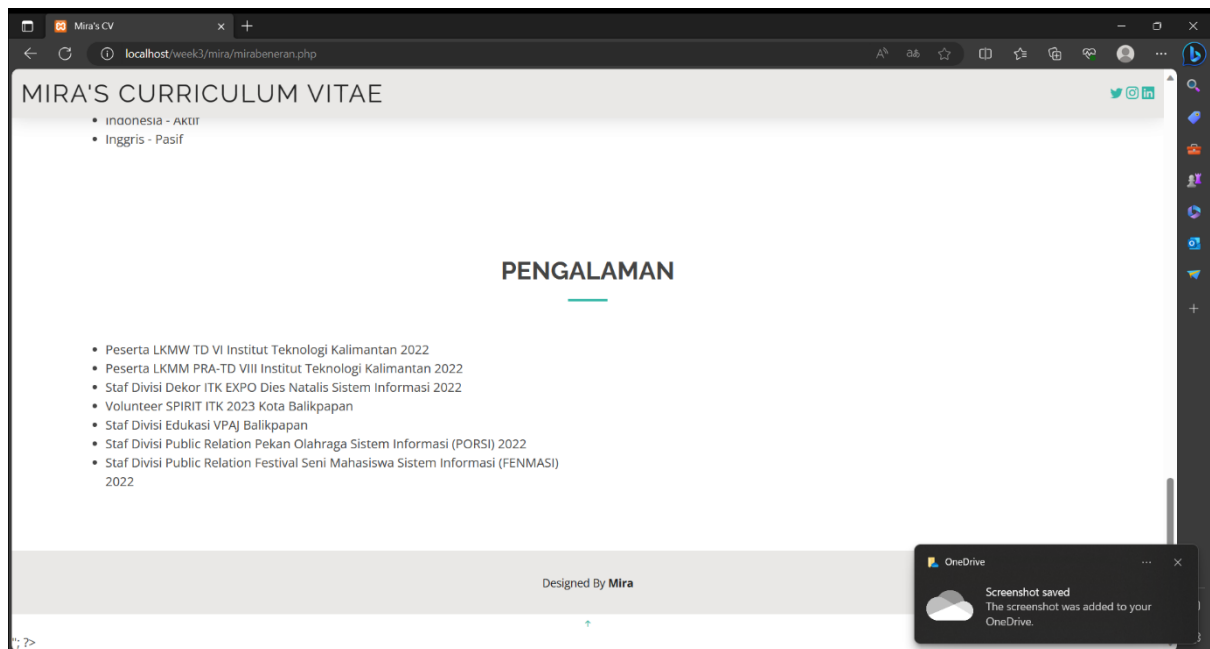 Mira's CV
localhost/week3/mira/mirabeneran.php
MIRA'S CURRICULUM VITAE
Indonesia - Aktif
Inggris - Pasif
PENGALAMAN
Peserta LKMW TD VI Institut Teknologi Kalimantan 2022
Peserta LKMM PRA-TD VIII Institut Teknologi Kalimantan 2022
Staf Divisi Dekor ITK EXPO Dies Natalis Sistem Informasi 2022
Volunteer SPIRIT ITK 2023 Kota Balikpapan
Staf Divisi Edukasi VPAJ Balikpapan
Staf Divisi Public Relation Pekan Olahraga Sistem Informasi (PORSI) 2022
Staf Divisi Public Relation Festival Seni Mahasiswa Sistem Informasi (FENMASI)
2022
Designed By Mira
"; ?>
OneDrive
Screenshot saved
The screenshot was added to your
OneDrive.